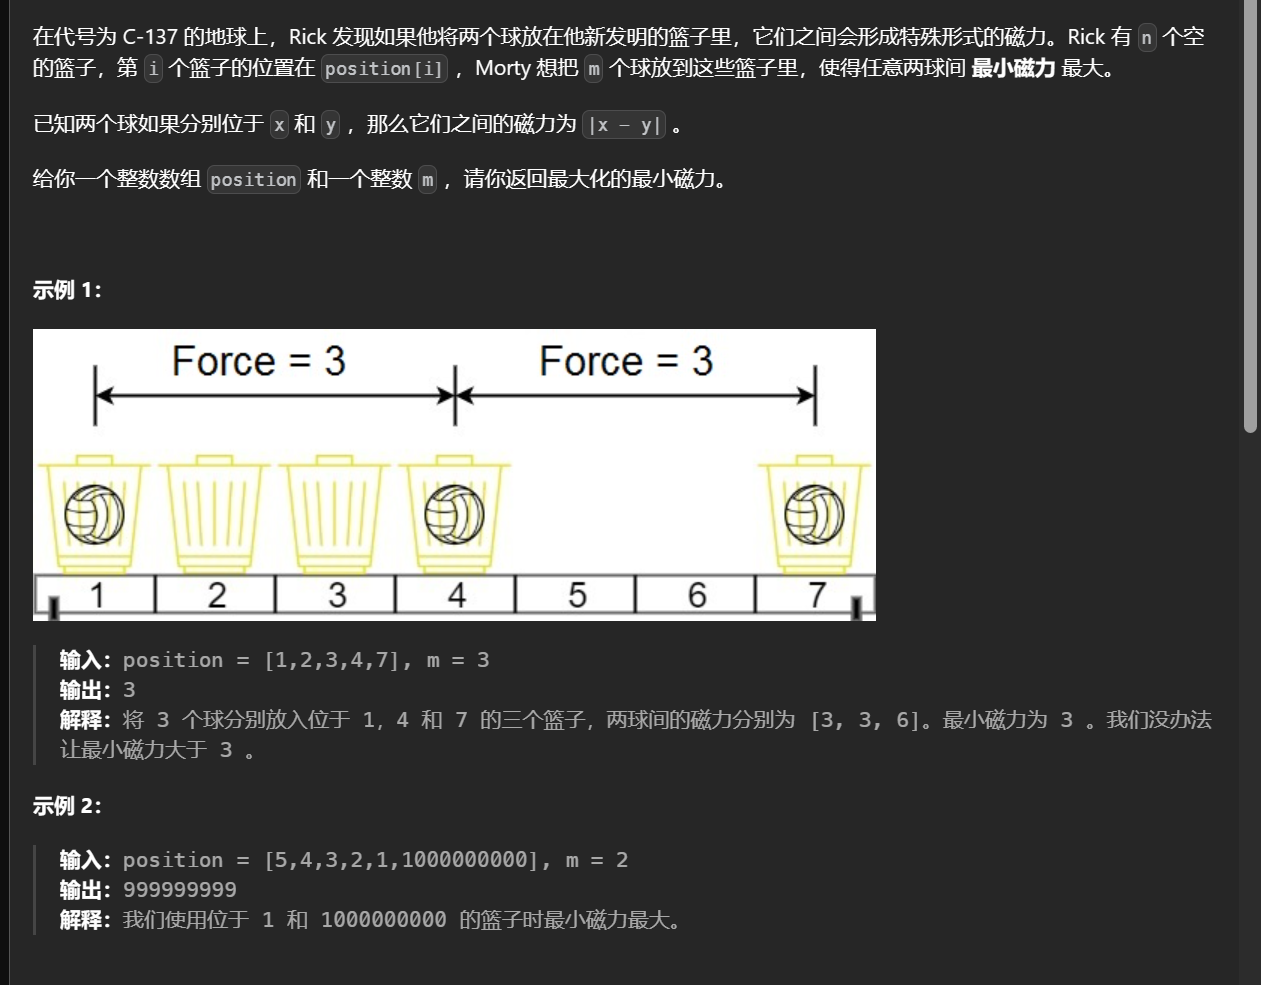 在代号为 C-137 的地球上，Rick 发现如果他将两个球放在他新发明的篮子里，它们之间会形成特殊形式的磁力。Rick 有 n 个空
的篮子，第 i 个篮子的位置在 position[i] ，Morty 想把 m 个球放到这些篮子里，使得任意两球间 最小磁力 最大。
已知两个球如果分别位于 x 和 y ，那么它们之间的磁力为 |x - y| 。
给你一个整数数组 position 和一个整数 m ，请你返回最大化的最小磁力。
示例 1：
Force = 3 Force = 3
1 2 3 4 5 6 7
输入：position = [1,2,3,4,7], m = 3
输出：3
解释：将 3 个球分别放入位于 1，4 和 7 的三个篮子，两球间的磁力分别为 [3, 3, 6]。最小磁力为 3 。我们没办法
让最小磁力大于 3 。
示例 2：
输入：position = [5,4,3,2,1,1000000000], m = 2
输出：999999999
解释：我们使用位于 1 和 1000000000 的篮子时最小磁力最大。